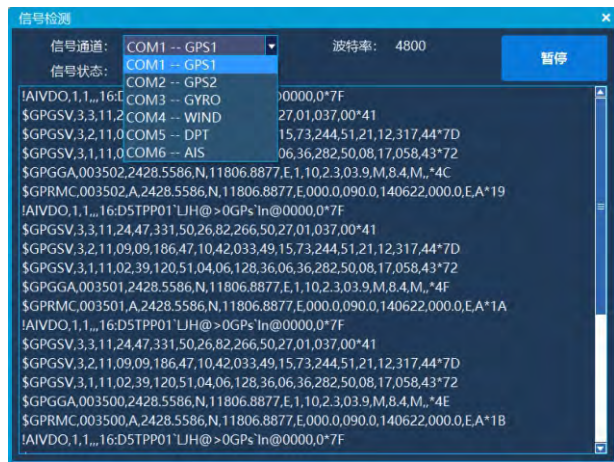 信号检测
信号通道: COM1 -- GPS1 波特率: 4800
暂停
信号状态:
COM1 -- GPS1
COM2 -- GPS2
COM3 -- GYRO
COM4 -- WIND
COM5 -- DPT
COM6 -- AIS
!AIVDO,1,1,,,16:D 0000,0*7F
$GPGSV,3,3,11,2 27,01,037,00*41
$GPGSV,3,2,11,0 15,73,244,51,21,12,317,44*7D
$GPGSV,3,1,11,0 06,36,282,50,08,17,058,43*72
$GPGGA,003502,2428.5586,N,11806.8877,E,1,10,2.3,03.9,M,8.4,M,,*4C
$GPRMC,003502,A,2428.5586,N,11806.8877,E,000.0,090.0,140622,000.0,E,A*19
!AIVDO,1,1,,,16:D5TPP01`LJH@>0GPs`In@0000,0*7F
$GPGSV,3,3,11,24,47,331,50,26,82,266,50,27,01,037,00*41
$GPGSV,3,2,11,09,09,186,47,10,42,033,49,15,73,244,51,21,12,317,44*7D
$GPGSV,3,1,11,02,39,120,51,04,06,128,36,06,36,282,50,08,17,058,43*72
$GPGGA,003501,2428.5586,N,11806.8877,E,1,10,2.3,03.9,M,8.4,M,,*4F
$GPRMC,003501,A,2428.5586,N,11806.8877,E,000.0,090.0,140622,000.0,E,A*1A
!AIVDO,1,1,,,16:D5TPP01`LJH@>0GPs`In@0000,0*7F
$GPGSV,3,3,11,24,47,331,50,26,82,266,50,27,01,037,00*41
$GPGSV,3,2,11,09,09,186,47,10,42,033,49,15,73,244,51,21,12,317,44*7D
$GPGSV,3,1,11,02,39,120,51,04,06,128,36,06,36,282,50,08,17,058,43*72
$GPGGA,003500,2428.5586,N,11806.8877,E,1,10,2.3,03.9,M,8.4,M,,*4E
$GPRMC,003500,A,2428.5586,N,11806.8877,E,000.0,090.0,140622,000.0,E,A*1B
!AIVDO,1,1,,,16:D5TPP01`LJH@>0GPs`In@0000,0*7F